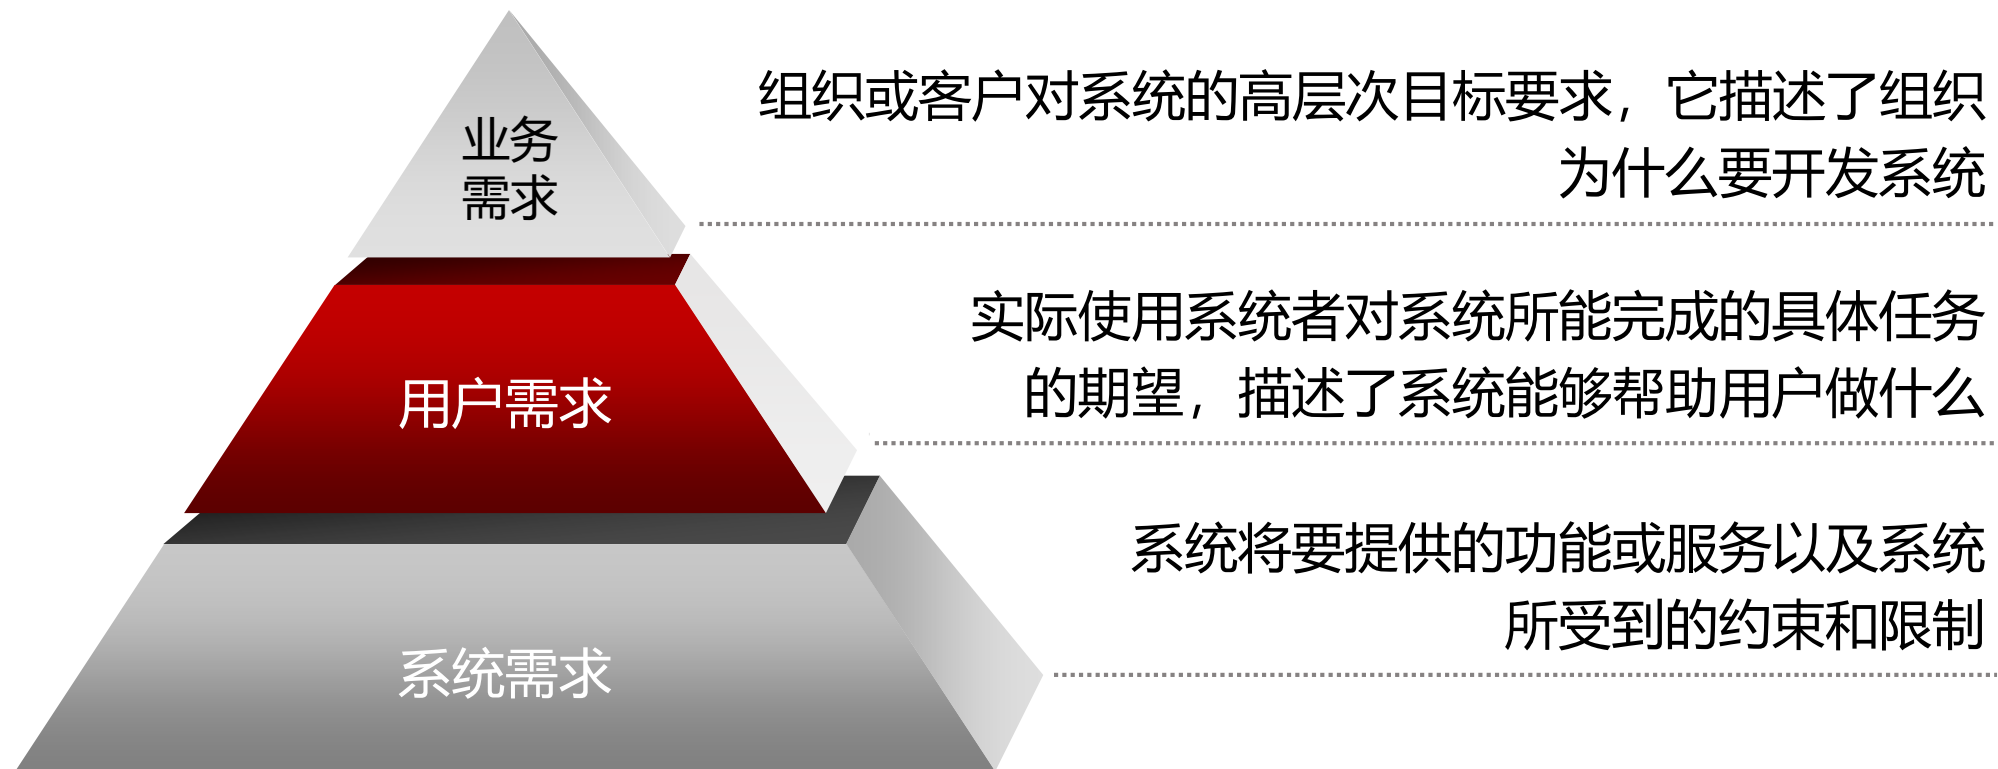 业务
需求
组织或客户对系统的高层次目标要求，它描述了组织
为什么要开发系统
用户需求
实际使用系统者对系统所能完成的具体任务
的期望，描述了系统能够帮助用户做什么
系统需求
系统将要提供的功能或服务以及系统
所受到的约束和限制